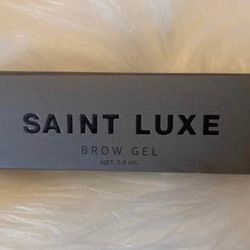 SAINT LUXE
BROW GEL
NET. 5.8 mL